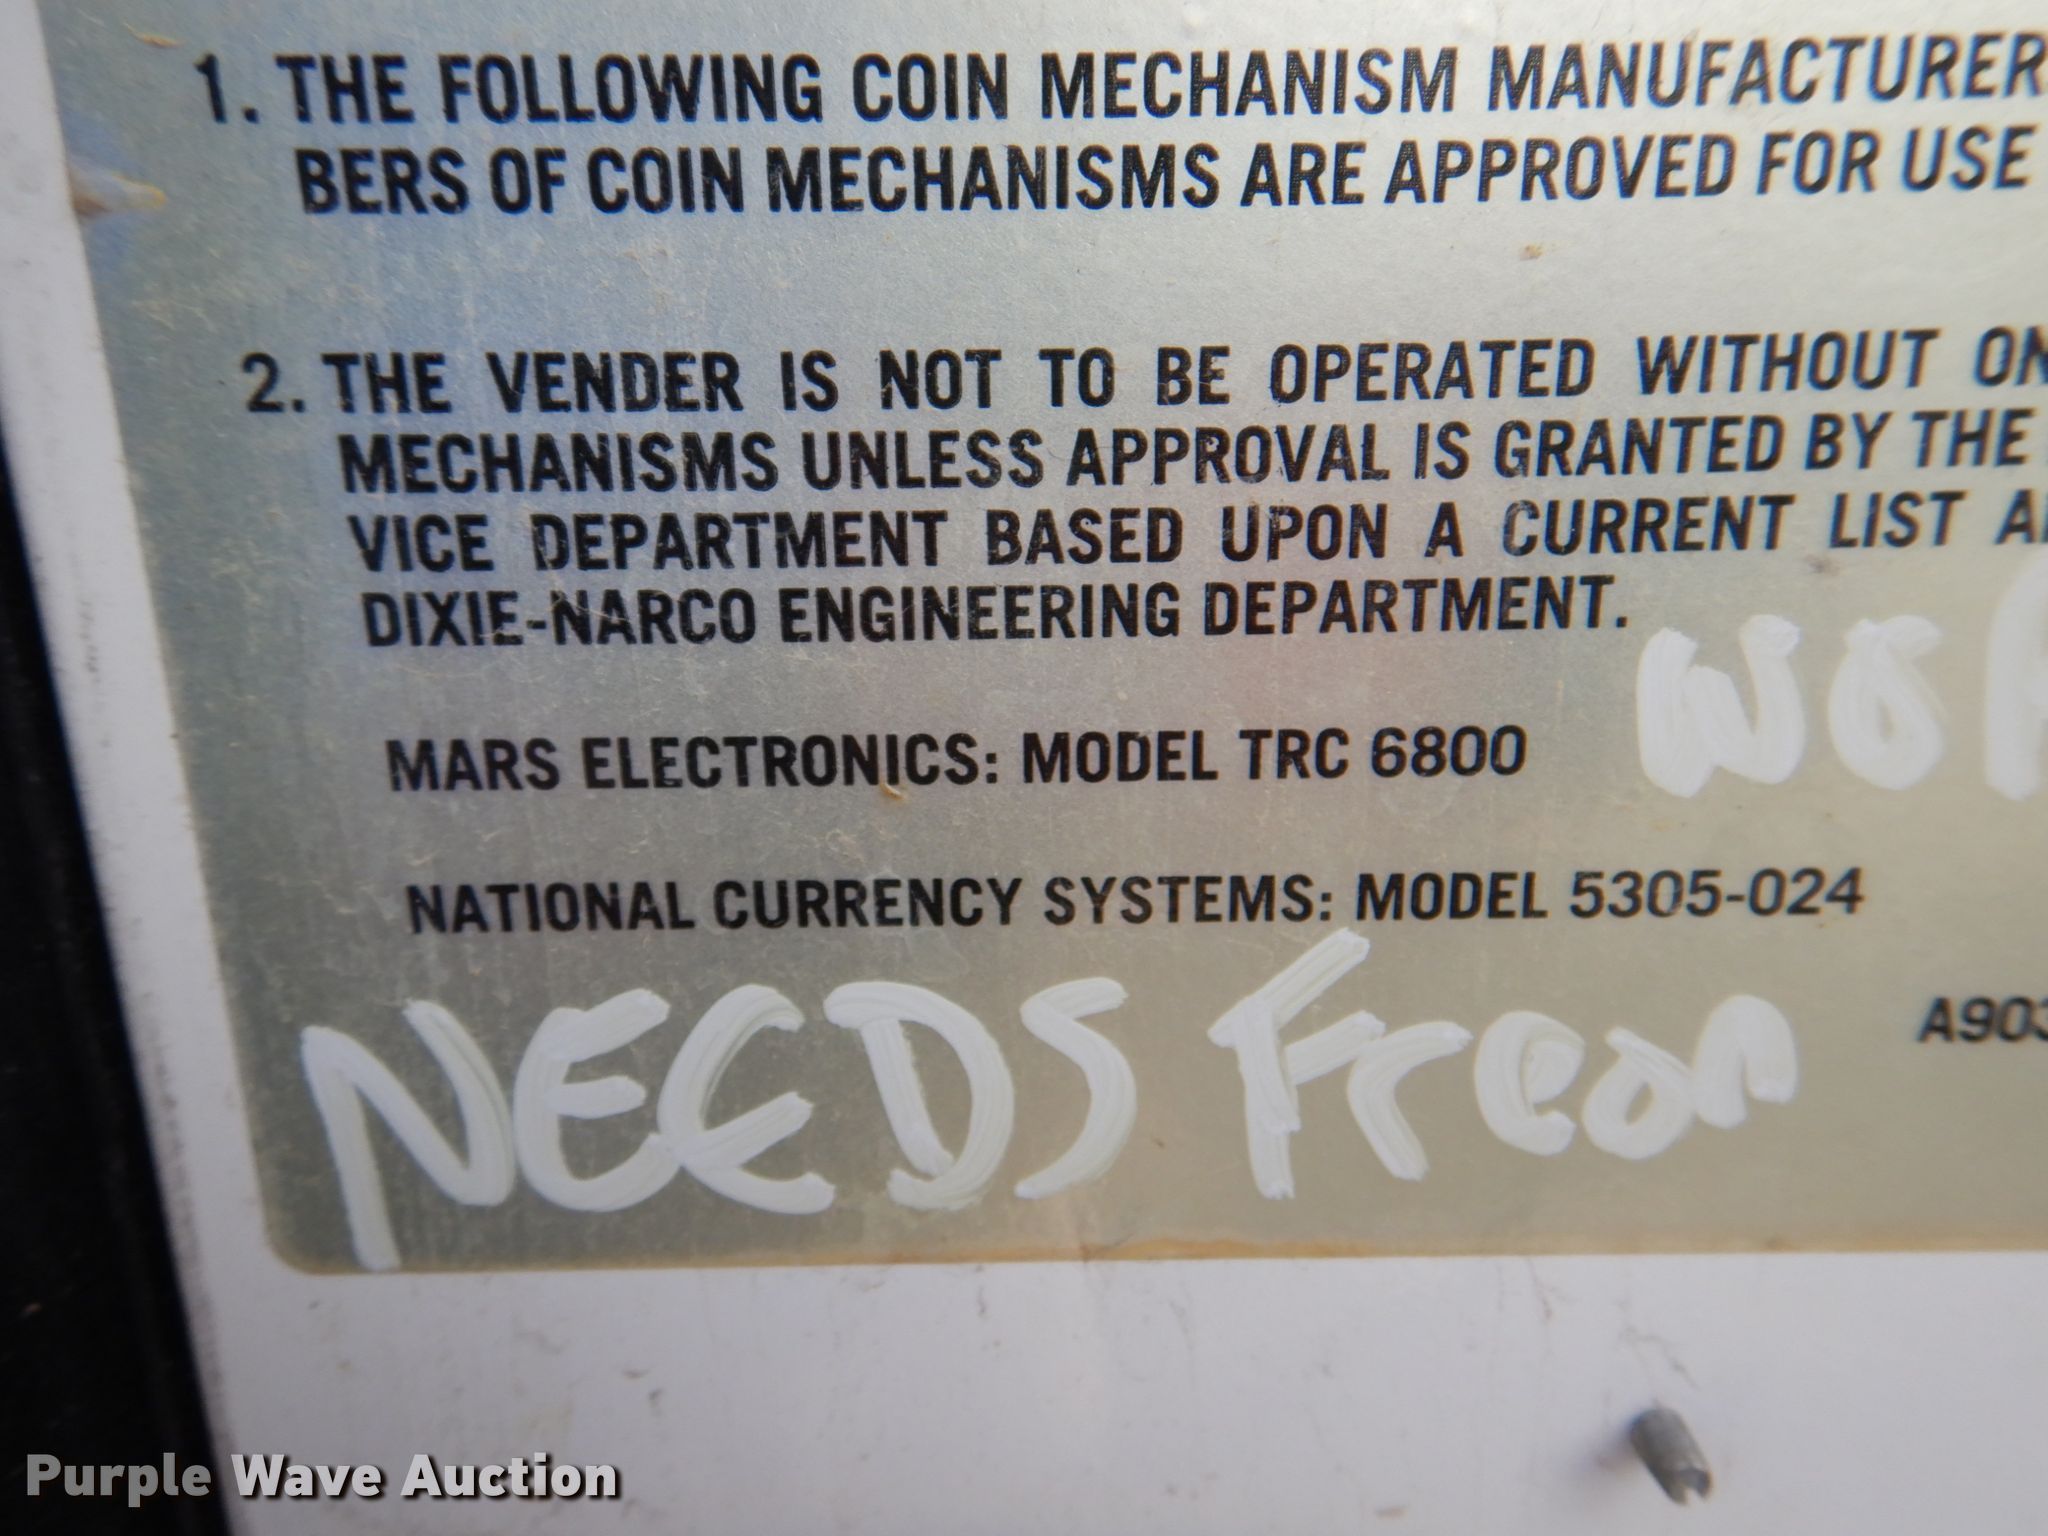 1. THE FOLLOWING COIN MECHANISM MANUFACTURER
BERS OF COIN MECHANISMS ARE APPROVED FOR USE
2. THE VENDER IS NOT TO BE OPERATED WITHOUT
MECHANISMS UNLESS APPROVAL IS GRANTED BY THE
VICE DEPARTMENT BASED UPON A CURRENT LIST
DIXIE-NARCO ENGINEERING DEPARTMENT.
MARS ELECTRONICS: MODEL TRC 6800
NATIONAL CURRENCY SYSTEMS: MODEL 5305-024
A903
NEEDS Freon
Purple Wave Auction